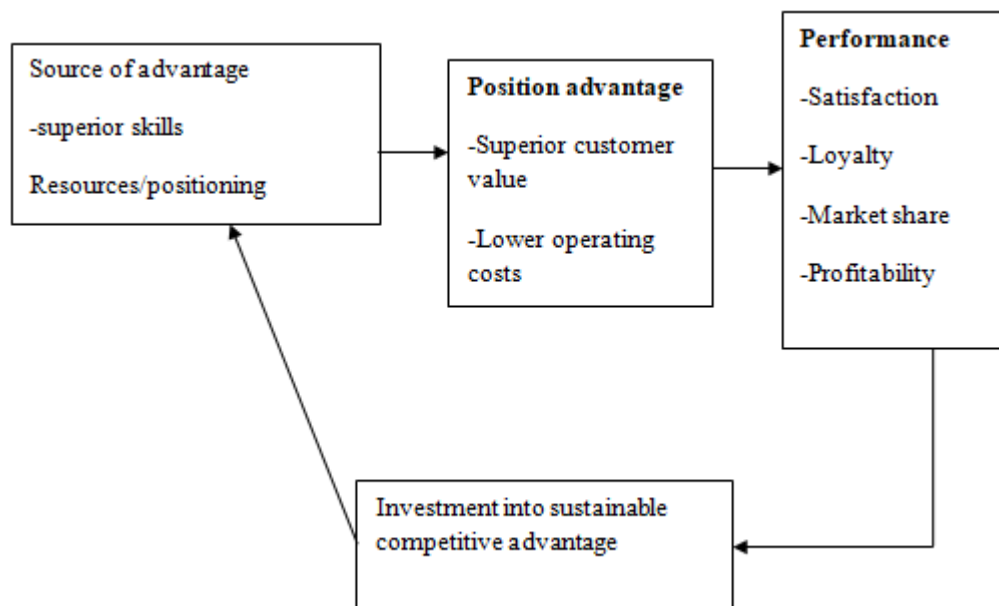 Source of advantage
-superior skills
Resources/positioning
Position advantage
-Superior customer
value
-Lower operating
costs
Performance
-Satisfaction
-Loyalty
-Market share
-Profitability
Investment into sustainable
competitive advantage